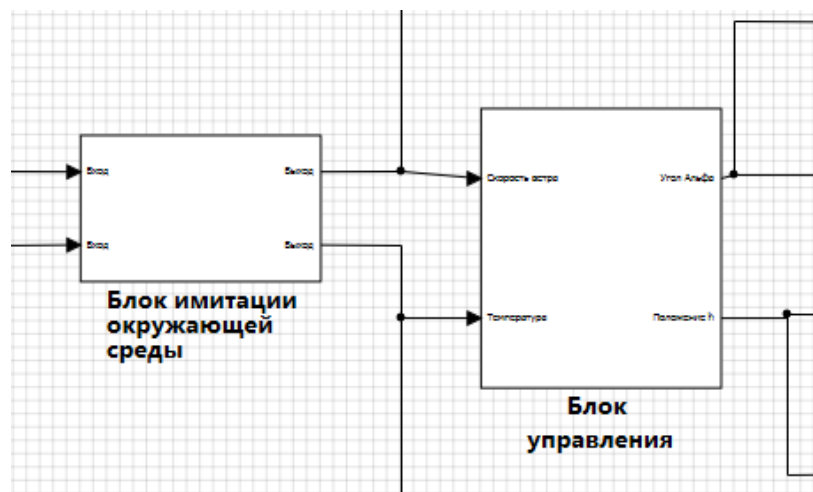 Вход
Выход
Вход
Выход
Блок имитации
окружающей
среды
Скорость ветра
Угол Альфа
Температура
Положение h
Блок
управления